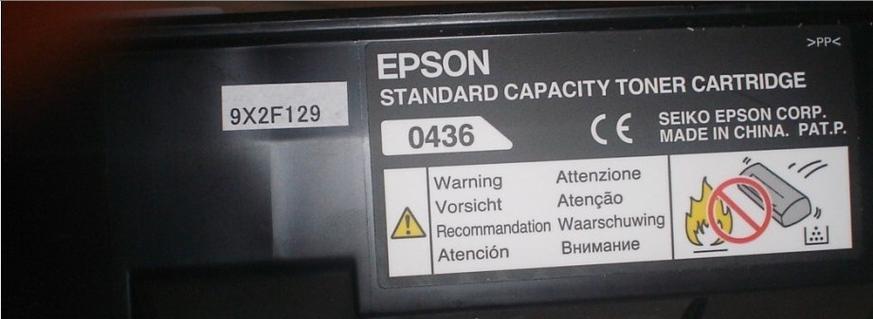 >PP<
EPSON
STANDARD CAPACITY TONER CARTRIDGE
9X2F129
0436
CE
SEIKO EPSON CORP.
MADE IN CHINA. PAT.P.
Warning Attenzione
Vorsicht Atenção
Recommandation Waarschuwing
Atención Внимание